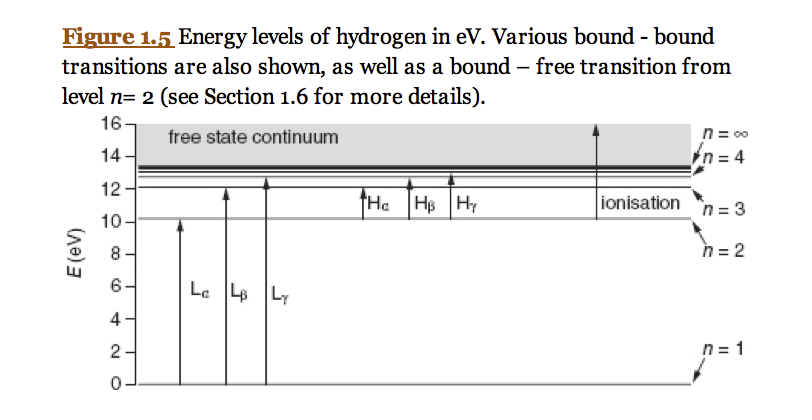 Figure 1.5 Energy levels of hydrogen in eV. Various bound - bound
transitions are also shown, as well as a bound – free transition from
level n= 2 (see Section 1.6 for more details).
16
free state continuum
n = ∞
14
n = 4
12
Hα Hβ Hγ ionisation
n = 3
10
8
n = 2
E (eV)
6
Lα Lβ Lγ
4
2
n = 1
0